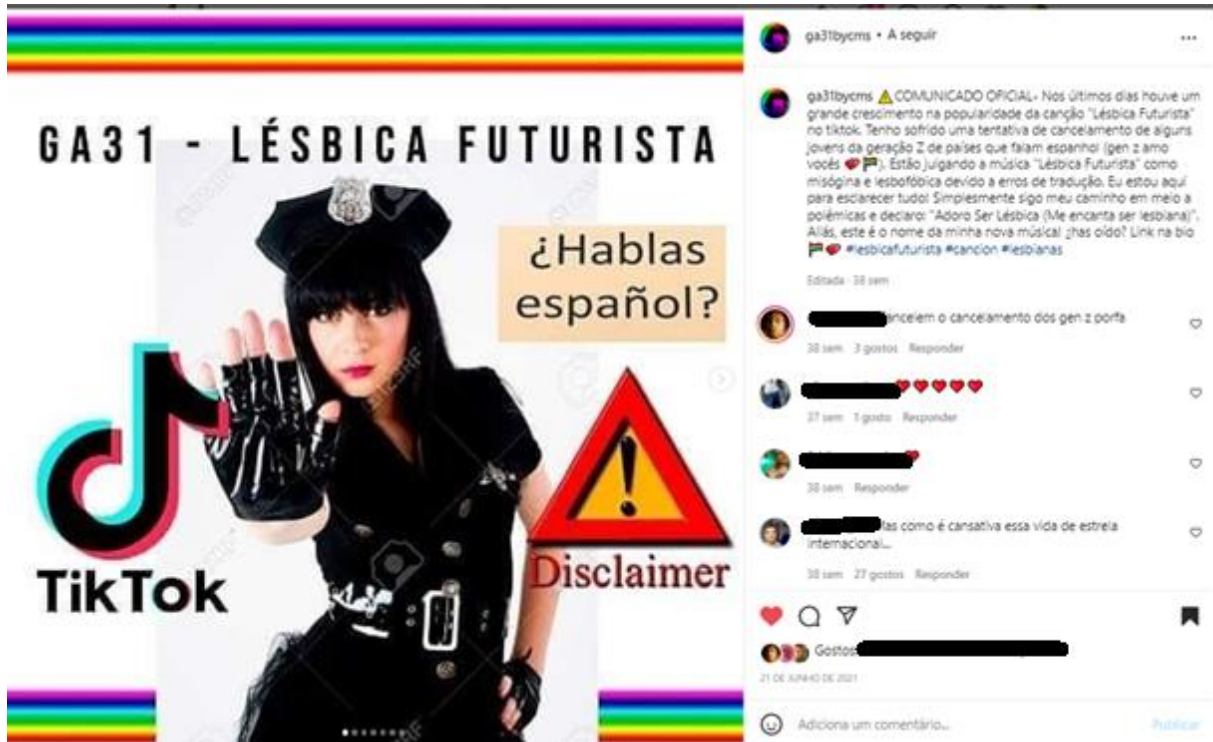 GA31 - LÉSBICA FUTURISTA
¿Hablas
español?
TikTok
Disclaimer
ga31bycms • A seguir
ga31bycms ⚠ COMUNICADO OFICIAL• Nos últimos dias houve um
grande crescimento na popularidade da canção "Lésbica Futurista"
no tiktok. Tenho sofrido uma tentativa de cancelamento de alguns
jovens da geração Z de países que falam espanhol (gen z amo
vocês). Estão julgando a música "Lésbica Futurista" como
misógina e lesbofóbica devido a erros de tradução. Eu estou aqui
para esclarecer tudo! Simplesmente sigo meu caminho em meio a
polêmicas e declaro: "Adoro Ser Lésbica (Me encanta ser lesbiana)".
Aliás, este é o nome da minha nova música! ¿has oído? Link na bio
#lesbicafuturista #cancion #lesbianas
Editada · 38 sem
ancelem o cancelamento dos gen z porfa
38 sem 3 gostos Responder
❤❤❤❤❤
37 sem 1 gosto Responder
❤
38 sem Responder
las como é cansativa essa vida de estrela
internacional...
38 sem 27 gostos Responder
Gostos
21 DE JUNHO DE 2021
Adiciona um comentário...
Publicar